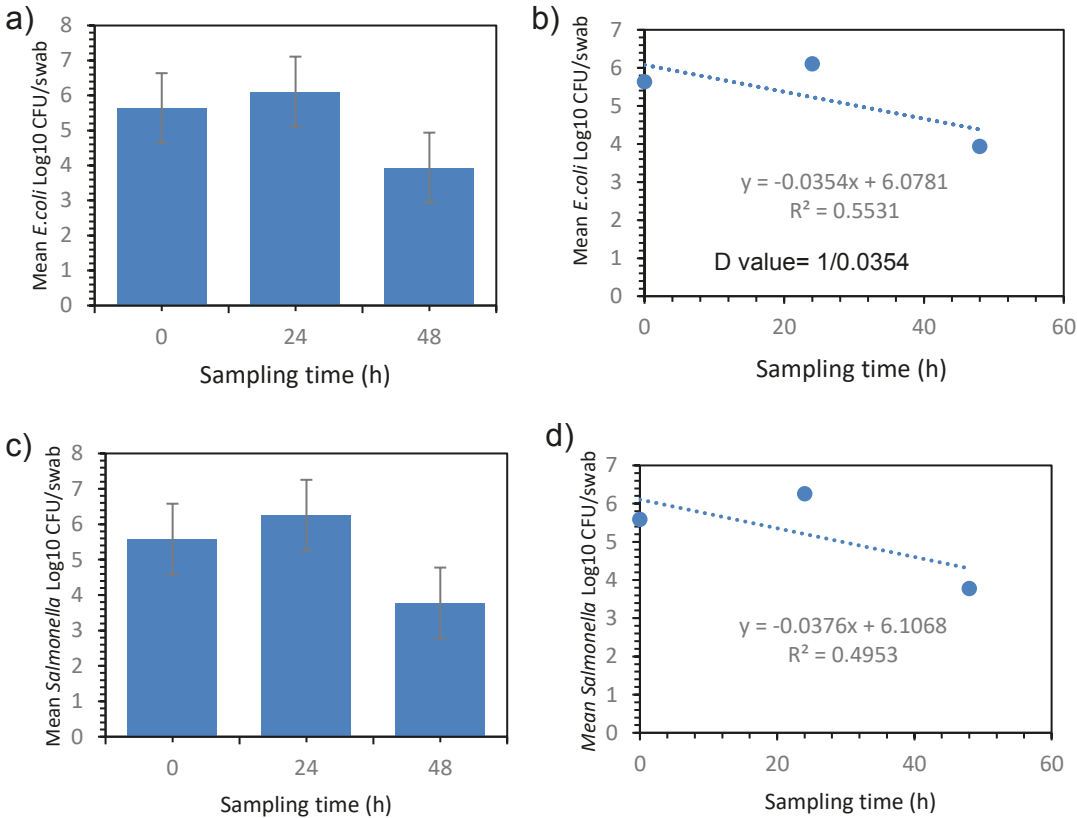 a)
Mean E.coli Log10 CFU/swab
8
7
6
5
4
3
2
1
0
0 24 48
Sampling time (h)
b)
Mean E.coli Log10 CFU/swab
7
6
5
4
3
2
1
0
y = -0.0354x + 6.0781
R² = 0.5531
D value= 1/0.0354
0 20 40 60
Sampling time (h)
c)
Mean Salmonella Log10 CFU/swab
8
7
6
5
4
3
2
1
0
0 24 48
Sampling time (h)
d)
Mean Salmonella Log10 CFU/swab
7
6
5
4
3
2
1
0
y = -0.0376x + 6.1068
R² = 0.4953
0 20 40 60
Sampling time (h)